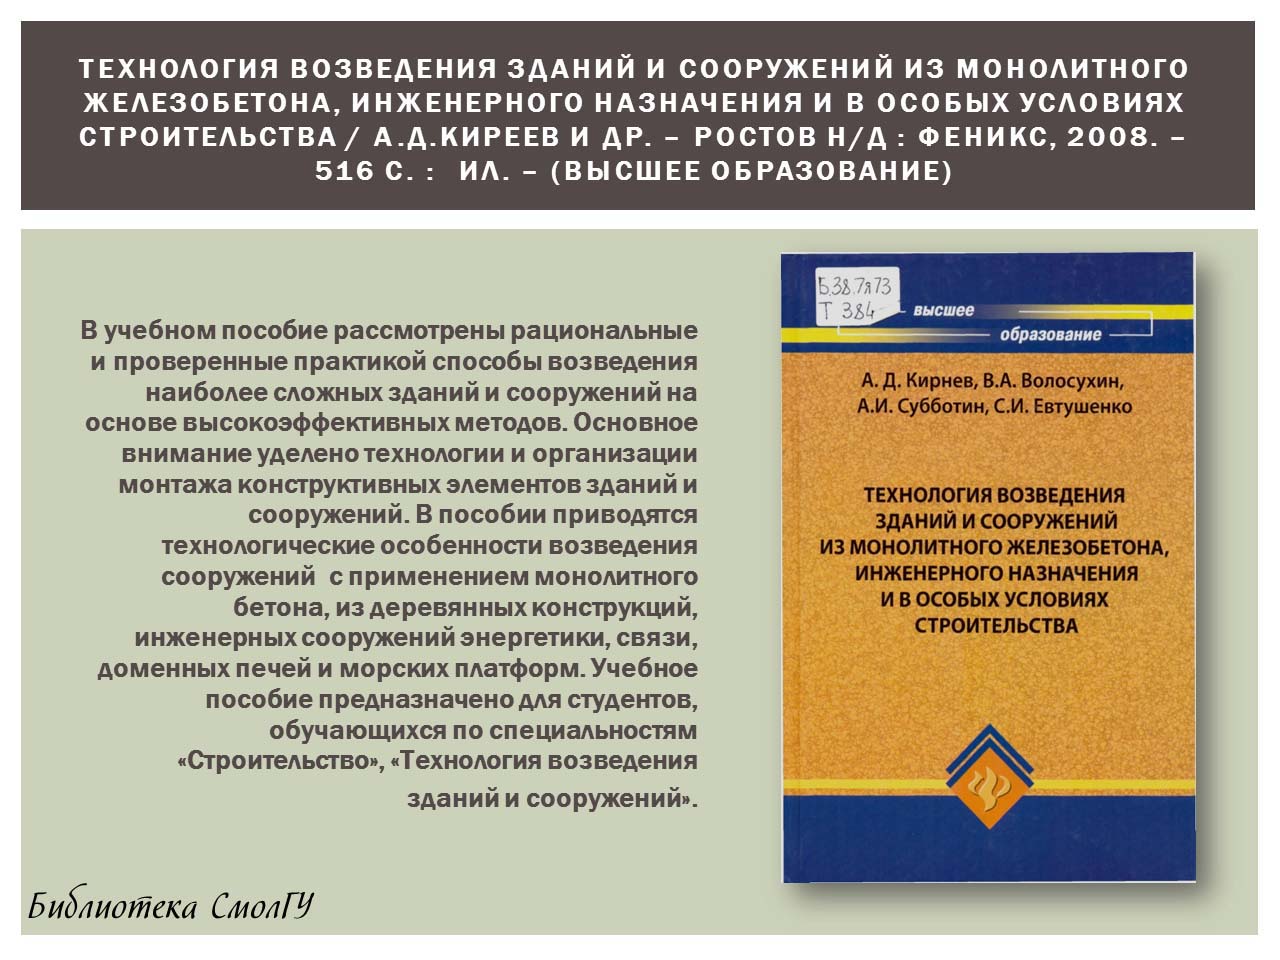 ТЕХНОЛОГИЯ ВОЗВЕДЕНИЯ ЗДАНИЙ И СООРУЖЕНИЙ ИЗ МОНОЛИТНОГО
ЖЕЛЕЗОБЕТОНА, ИНЖЕНЕРНОГО НАЗНАЧЕНИЯ И В ОСОБЫХ УСЛОВИЯХ
СТРОИТЕЛЬСТВА / А.Д.КИРЕЕВ И ДР. – РОСТОВ Н/Д : ФЕНИКС, 2008. –
516 С. : ИЛ. – (ВЫСШЕЕ ОБРАЗОВАНИЕ)
В учебном пособие рассмотрены рациональные
и проверенные практикой способы возведения
наиболее сложных зданий и сооружений на
основе высокоэффективных методов. Основное
внимание уделено технологии и организации
монтажа конструктивных элементов зданий и
сооружений. В пособии приводятся
технологические особенности возведения
сооружений с применением монолитного
бетона, из деревянных конструкций,
инженерных сооружений энергетики, связи,
доменных печей и морских платформ. Учебное
пособие предназначено для студентов,
обучающихся по специальностям
«Строительство», «Технология возведения
зданий и сооружений».
Б.38.7я73
Т 384
высшее
образование
А. Д. Кирнев, В.А. Волосухин,
А.И. Субботин, С.И. Евтушенко
ТЕХНОЛОГИЯ ВОЗВЕДЕНИЯ
ЗДАНИЙ И СООРУЖЕНИЙ
ИЗ МОНОЛИТНОГО ЖЕЛЕЗОБЕТОНА,
ИНЖЕНЕРНОГО НАЗНАЧЕНИЯ
И В ОСОБЫХ УСЛОВИЯХ
СТРОИТЕЛЬСТВА
Библиотека СмолГУ